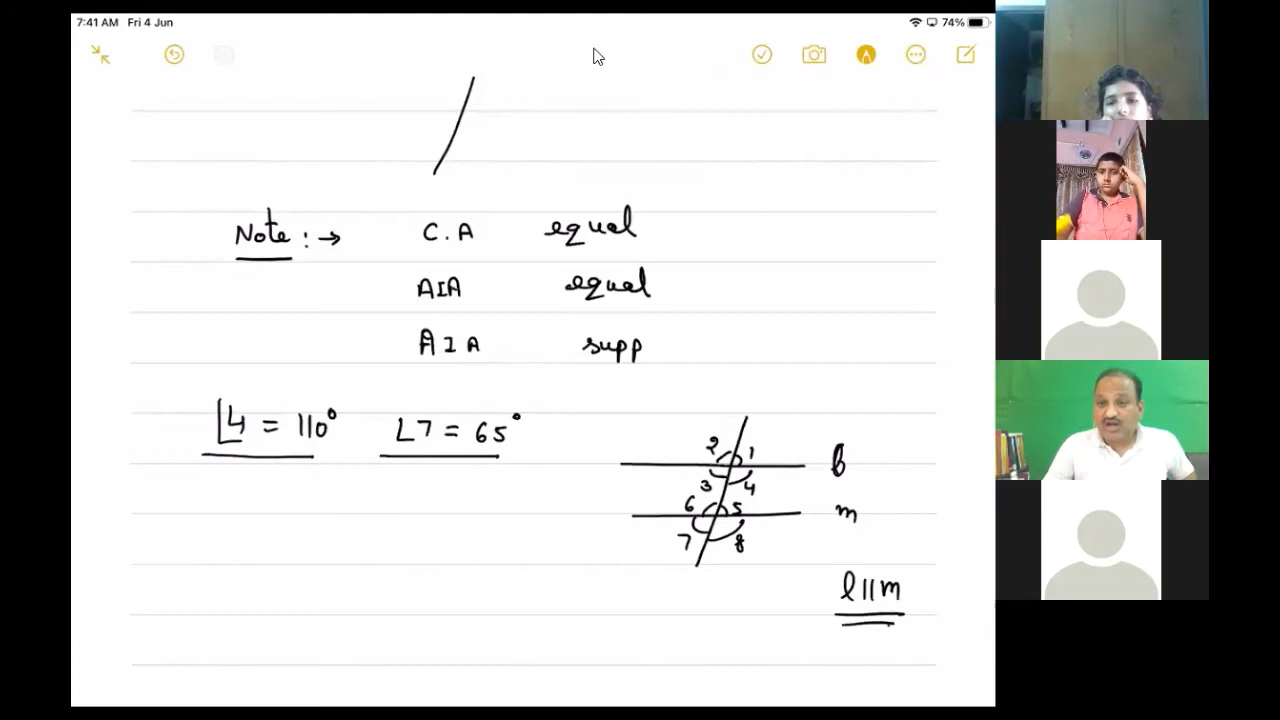 7:41 AM Fri 4 Jun 74%
Note :→ C.A equal
AIA equal
AIA supp
∠4 = 110° ∠7 = 65°
2 1 l
3 4
6 5 m
7 8
l || m